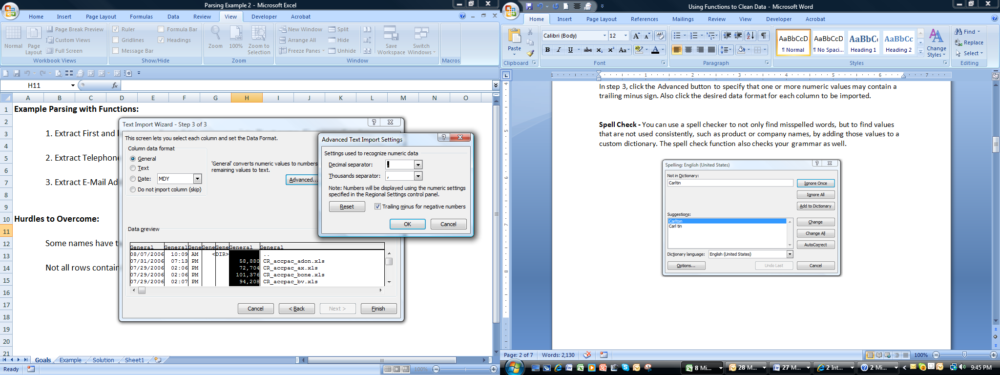 Parsing Example 2 - Microsoft Excel
Home Insert Page Layout Formulas Data Review View Developer Acrobat
Normal
Page Layout
Page Break Preview
Custom Views
Full Screen
Workbook Views
Ruler
Gridlines
Message Bar
Formula Bar
Headings
Show/Hide
Zoom
100%
Zoom to Selection
Zoom
New Window
Arrange All
Freeze Panes
Split
Hide
Unhide
Save Workspace
Switch Windows
Window
Macros
H11
fx
A B C D E F G H I J K L M N O
1 Example Parsing with Functions:
2
3 1. Extract First and
4
5 2. Extract Telephone
6
7 3. Extract E-Mail Ad
8
9
10 Hurdles to Overcome:
11
12 Some names have t
13
14 Not all rows contain
15
16
17
18
19
20
21
Text Import Wizard - Step 3 of 3
This screen lets you select each column and set the Data Format.
Column data format
General
Text
Date: MDY
Do not import column (skip)
'General' converts numeric values to numbers
remaining values to text.
Advanced...
Data preview
General General Gene Gene Gene General General
08/07/2006 10:09 AM <DIR> ..
07/31/2006 07:13 PM 58,880 CR_accpac_adon.xls
07/29/2006 02:06 PM 72,704 CR_accpac_ax.xls
07/29/2006 02:06 PM 101,376 CR_accpac_bone.xls
07/29/2006 02:07 PM 94,208 CR_accpac_bv.xls
Cancel < Back Next > Finish
Advanced Text Import Settings
Settings used to recognize numeric data
Decimal separator: .
Thousands separator: ,
Note: Numbers will be displayed using the numeric settings
specified in the Regional Settings control panel.
Reset
Trailing minus for negative numbers
OK Cancel
Goals Example Solution Sheet1
Ready
100%
Using Functions to Clean Data - Microsoft Word
Home Insert Page Layout References Mailings Review View Developer Acrobat
Paste
Clipboard
Calibri (Body) 12
B I U abc x₂ x² Aa
Font
Paragraph
AaBbCcD AaBbCcD AaBbC AaBbCc
¶ Normal ¶ No Spaci... Heading 1 Heading 2
Change Styles
Styles
Find
Replace
Select
Editing
1 1 2 3 4 5 6 7
In step 3, click the Advanced button to specify that one or more numeric values may contain a
trailing minus sign. Also click the desired data format for each column to be imported.
Spell Check - You can use a spell checker to not only find misspelled words, but to find values
that are not used consistently, such as product or company names, by adding those values to a
custom dictionary. The spell check function also checks your grammar as well.
Spelling: English (United States)
Not in Dictionary:
Carltin
Ignore Once
Ignore All
Add to Dictionary
Suggestions:
Carlton
Carl tin
Change
Change All
AutoCorrect
Dictionary language: English (United States)
Options... Undo Last Cancel
Page: 2 of 7 Words: 2,130
100%
8 Mi... 28 M... 27 M... 2 Int... 2 Mi...
9:45 PM